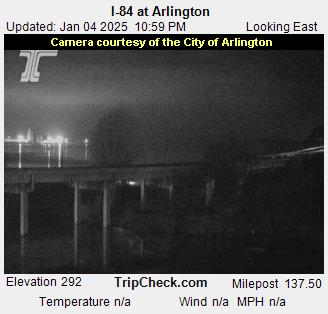 I-84 at Arlington
Updated: Jan 04 2025 10:59 PM Looking East
Camera courtesy of the City of Arlington
Elevation 292 TripCheck.com Milepost 137.50
Temperature n/a Wind n/a MPH n/a